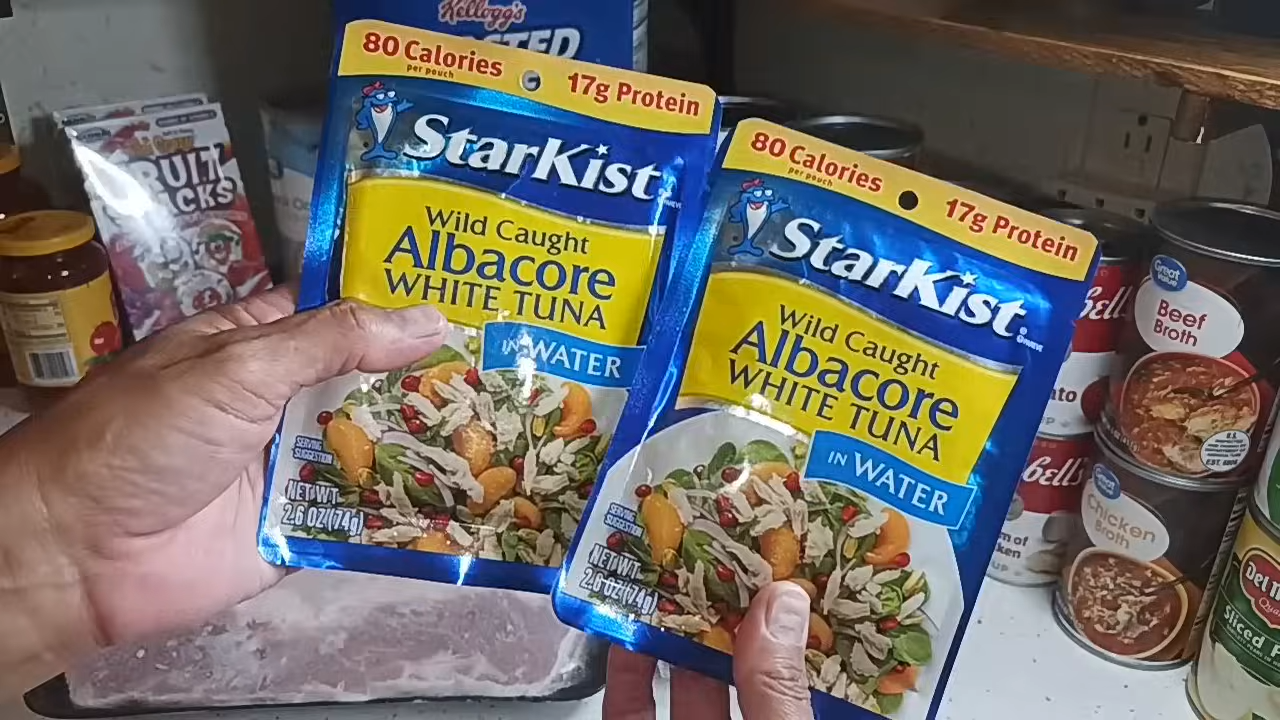 Kellogg's
80 Calories
per pouch
17g Protein
StarKist
Wild Caught
Albacore
WHITE TUNA
IN WATER
SERVING
SUGGESTION
NET WT
2.6 OZ (74g)
80 Calories
per pouch
17g Protein
StarKist
Wild Caught
Albacore
WHITE TUNA
IN WATER
SERVING
SUGGESTION
NET WT
2.6 OZ (74g)
Great
Value
Beef
Broth
Great
Value
Chicken
Broth
Sliced